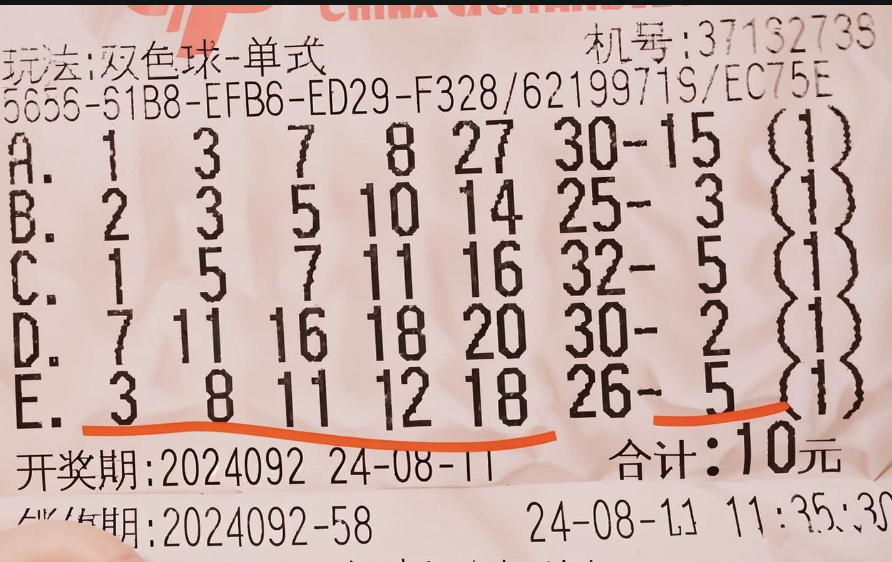 玩法:双色球-单式 机号:37132739
5656-61B8-EFB6-ED29-F328/62199719/EC75E
A. 1 3 7 8 27 30-15 (1)
B. 2 3 5 10 14 25- 3 (1)
C. 1 5 7 11 16 32- 5 (1)
D. 7 11 16 18 20 30- 2 (1)
E. 3 8 11 12 18 26- 5 (1)
开奖期:2024092 24-08-11 合计:10元
销售期:2024092-58 24-08-11 11:35:30